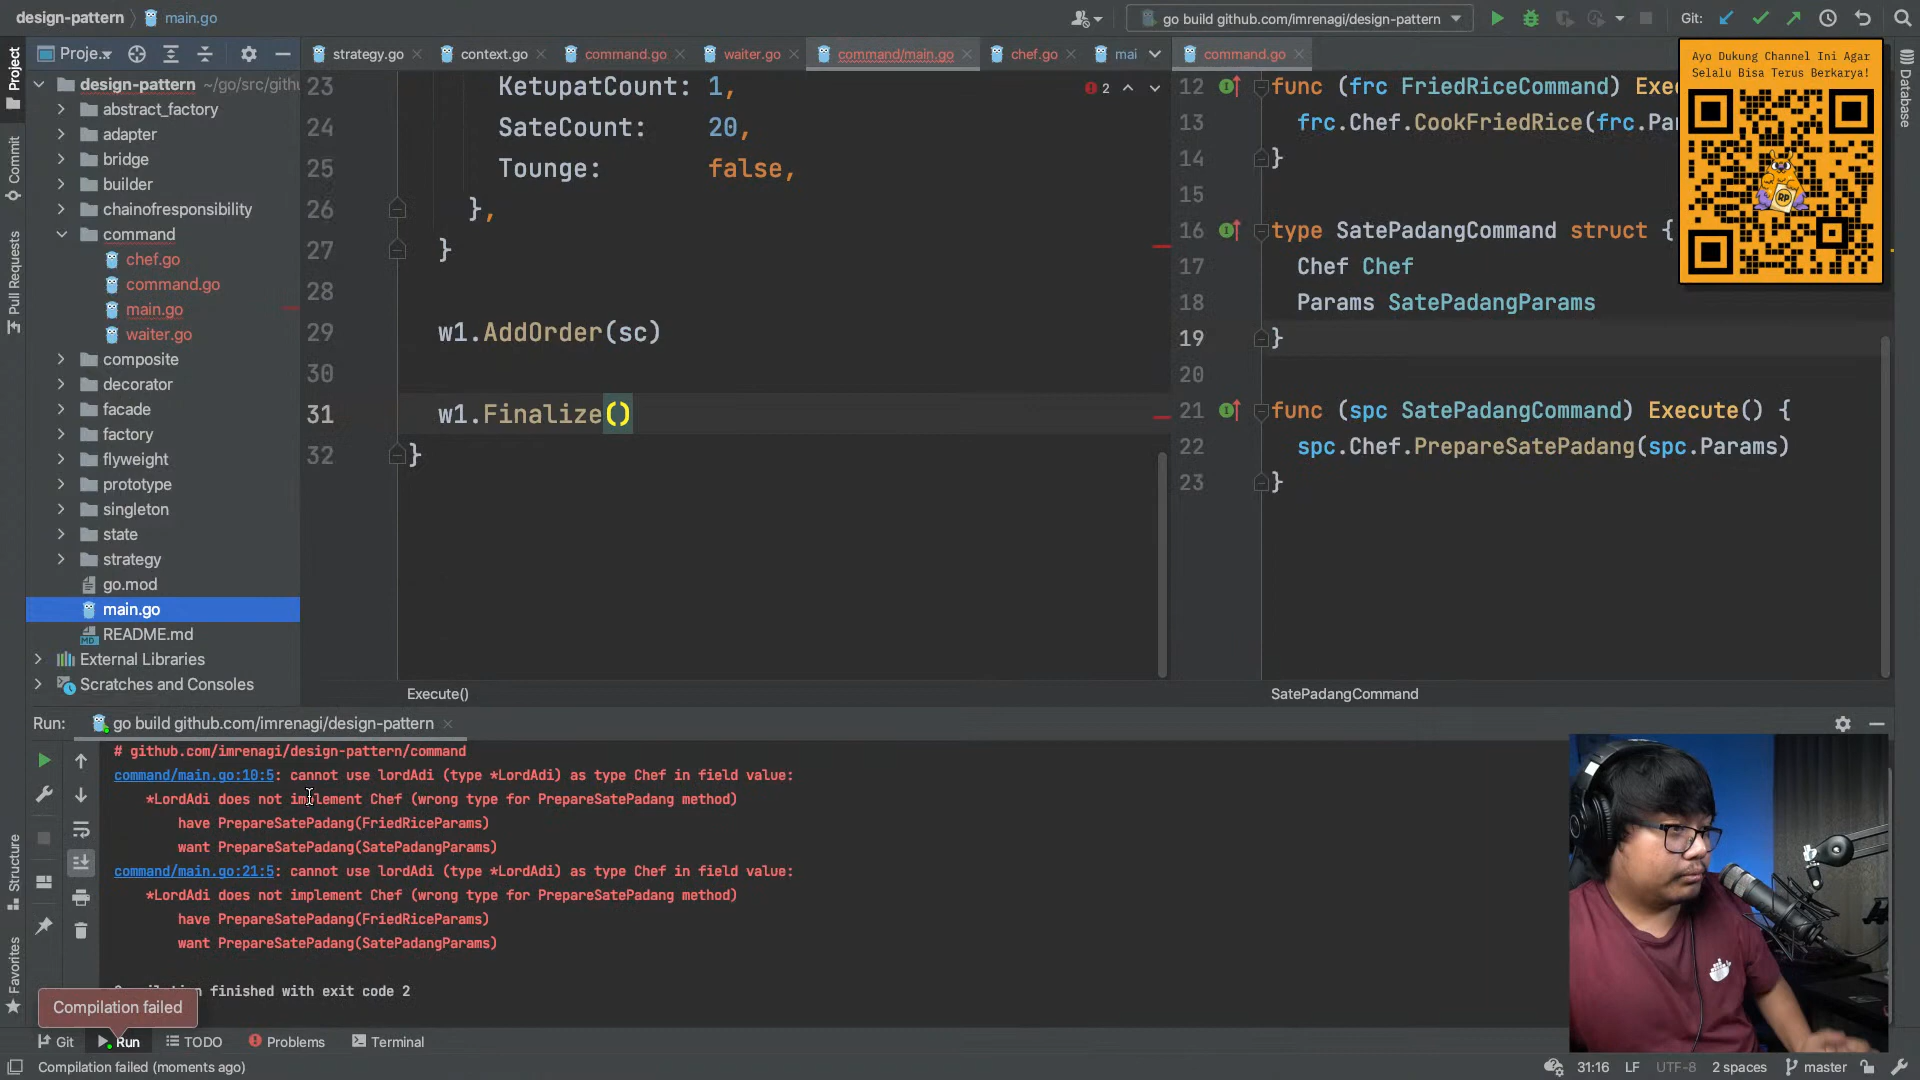 design-pattern
main.go
go build github.com/imrenagi/design-pattern
Git:
Project
Commit
Pull Requests
Structure
Favorites
Database
Proje...
strategy.go
context.go
command.go
waiter.go
command/main.go
chef.go
mai
command.go
design-pattern ~/go/src/gith
abstract_factory
adapter
bridge
builder
chainofresponsibility
command
chef.go
command.go
main.go
waiter.go
composite
decorator
facade
factory
flyweight
prototype
singleton
state
strategy
go.mod
main.go
README.md
External Libraries
Scratches and Consoles
23 KetupatCount: 1,
24 SateCount: 20,
25 Tounge: false,
26 },
27 }
28
29 w1.AddOrder(sc)
30
31 w1.Finalize()
32 }
2
Execute()
12 func (frc FriedRiceCommand) Exe
13 frc.Chef.CookFriedRice(frc.Par
14 }
15
16 type SatePadangCommand struct {
17 Chef Chef
18 Params SatePadangParams
19 }
20
21 func (spc SatePadangCommand) Execute() {
22 spc.Chef.PrepareSatePadang(spc.Params)
23 }
SatePadangCommand
Ayo Dukung Channel Ini Agar
Selalu Bisa Terus Berkarya!
RP
Run: go build github.com/imrenagi/design-pattern
# github.com/imrenagi/design-pattern/command
command/main.go:10:5: cannot use lordAdi (type *LordAdi) as type Chef in field value:
*LordAdi does not implement Chef (wrong type for PrepareSatePadang method)
have PrepareSatePadang(FriedRiceParams)
want PrepareSatePadang(SatePadangParams)
command/main.go:21:5: cannot use lordAdi (type *LordAdi) as type Chef in field value:
*LordAdi does not implement Chef (wrong type for PrepareSatePadang method)
have PrepareSatePadang(FriedRiceParams)
want PrepareSatePadang(SatePadangParams)
Compilation finished with exit code 2
Compilation failed
Git
Run
TODO
Problems
Terminal
Compilation failed (moments ago)
31:16 LF UTF-8 2 spaces master